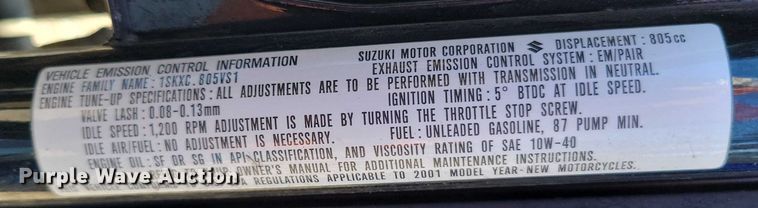 VEHICLE EMISSION CONTROL INFORMATION SUZUKI MOTOR CORPORATION SUZUKI DISPLACEMENT : 805cc
ENGINE FAMILY NAME : 1SKXC.805VS1 EXHAUST EMISSION CONTROL SYSTEM : EM/PAIR
ENGINE TUNE-UP SPECIFICATIONS : ALL ADJUSTMENTS ARE TO BE PERFORMED WITH TRANSMISSION IN NEUTRAL.
VALVE LASH : 0.08-0.13mm IGNITION TIMING : 5° BTDC AT IDLE SPEED.
IDLE SPEED : 1,200 RPM ADJUSTMENT IS MADE BY TURNING THE THROTTLE STOP SCREW.
IDLE AIR/FUEL : NO ADJUSTMENT IS NECESSARY. FUEL : UNLEADED GASOLINE, 87 PUMP MIN.
ENGINE OIL : SF OR SG IN API CLASSIFICATION, AND VISCOSITY RATING OF SAE 10W-40
OWNER'S MANUAL FOR ADDITIONAL MAINTENANCE INSTRUCTIONS.
VEHICLE REGULATIONS APPLICABLE TO 2001 MODEL YEAR-NEW MOTORCYCLES.
Purple Wave Auction